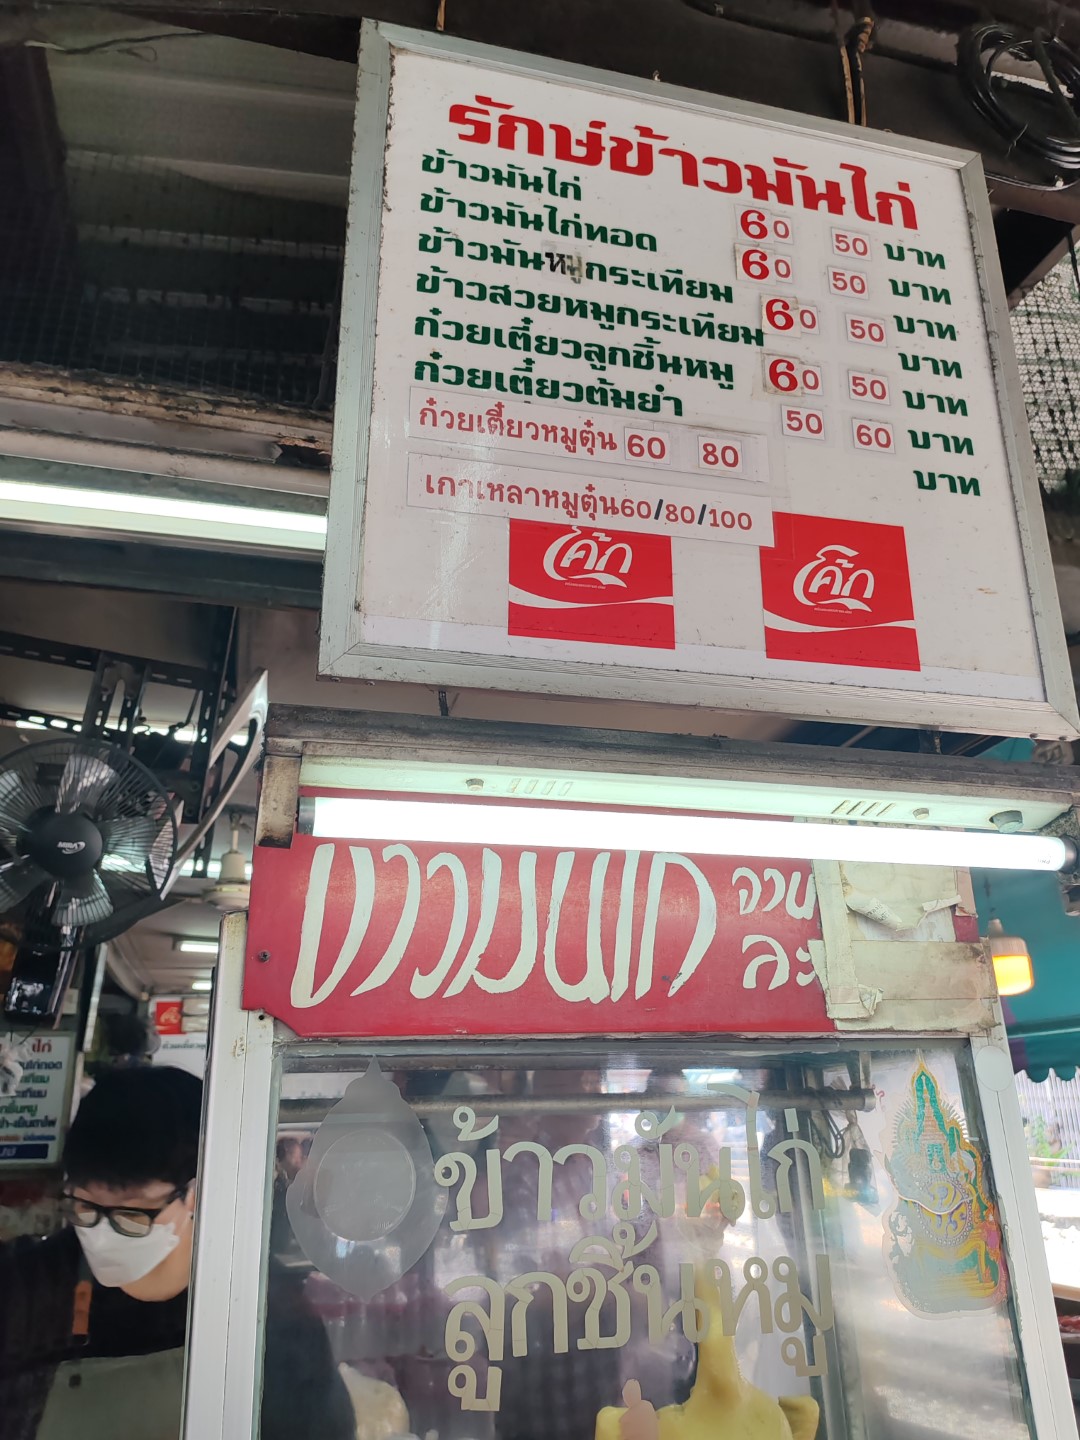 รักษ์ข้าวมันไก่
ข้าวมันไก่ 60 50 บาท
ข้าวมันไก่ทอด 60 50 บาท
ข้าวมันหมูกระเทียม 60 50 บาท
ข้าวสวยหมูกระเทียม 60 50 บาท
ก๋วยเตี๋ยวลูกชิ้นหมู 50 60 บาท
ก๋วยเตี๋ยวต้มยำ บาท
ก๋วยเตี๋ยวหมูตุ๋น 60 80 บาท
เกาเหลาหมูตุ๋น60/80/100
โค้ก
โค้ก
ข้าวมันไก่ จานละ
ข้าวมันไก่
ลูกชิ้นหมู
MIRA